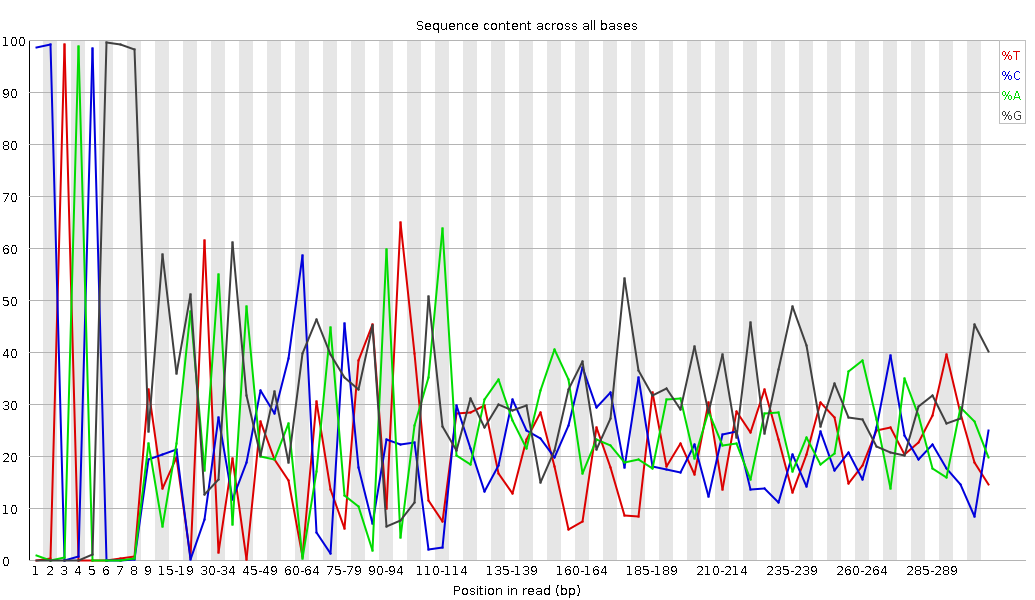 Sequence content across all bases
100
90
80
70
60
50
40
30
20
10
0
%T
%C
%A
%G
1 2 3 4 5 6 7 8 9 15-19 30-34 45-49 60-64 75-79 90-94 110-114 135-139 160-164 185-189 210-214 235-239 260-264 285-289
Position in read (bp)